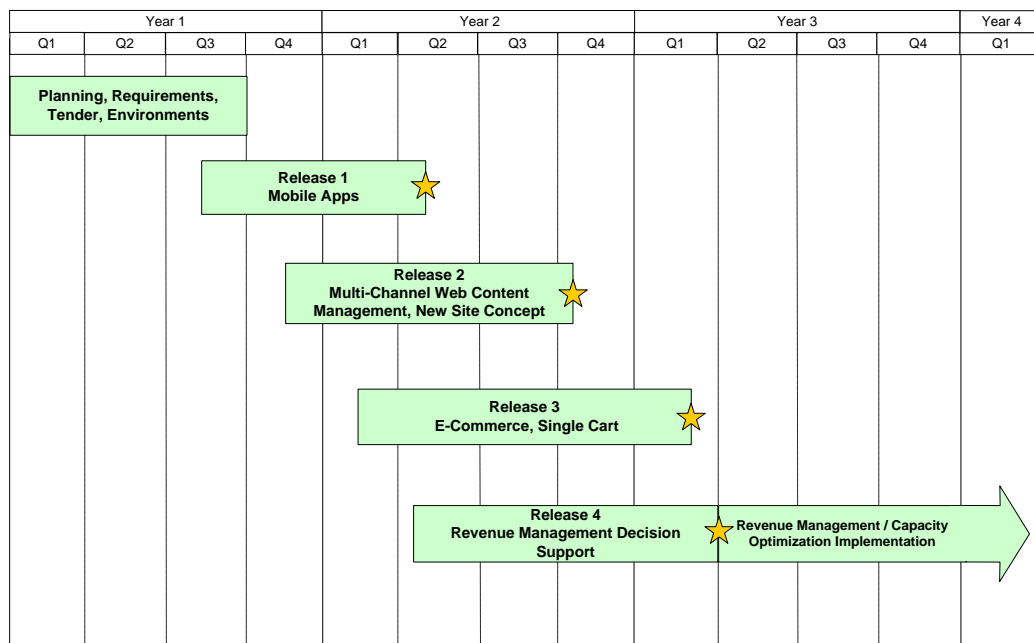 Year 1 Year 2 Year 3 Year 4
Q1 Q2 Q3 Q4 Q1 Q2 Q3 Q4 Q1 Q2 Q3 Q4 Q1
Planning, Requirements,
Tender, Environments
Release 1
Mobile Apps
Release 2
Multi-Channel Web Content
Management, New Site Concept
Release 3
E-Commerce, Single Cart
Release 4
Revenue Management Decision
Support
Revenue Management / Capacity
Optimization Implementation